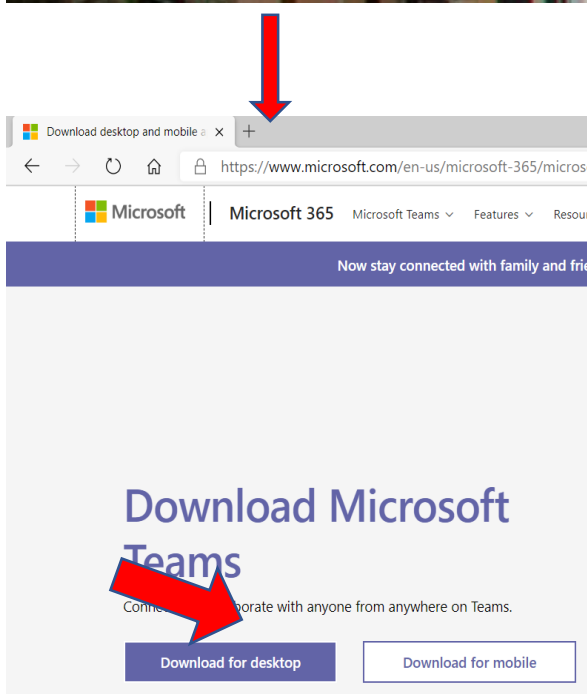 Download desktop and mobile a
https://www.microsoft.com/en-us/microsoft-365/micros
Microsoft
Microsoft 365 Microsoft Teams Features Resou
Now stay connected with family and frie
Download Microsoft
Teams
Conne orate with anyone from anywhere on Teams.
Download for desktop Download for mobile